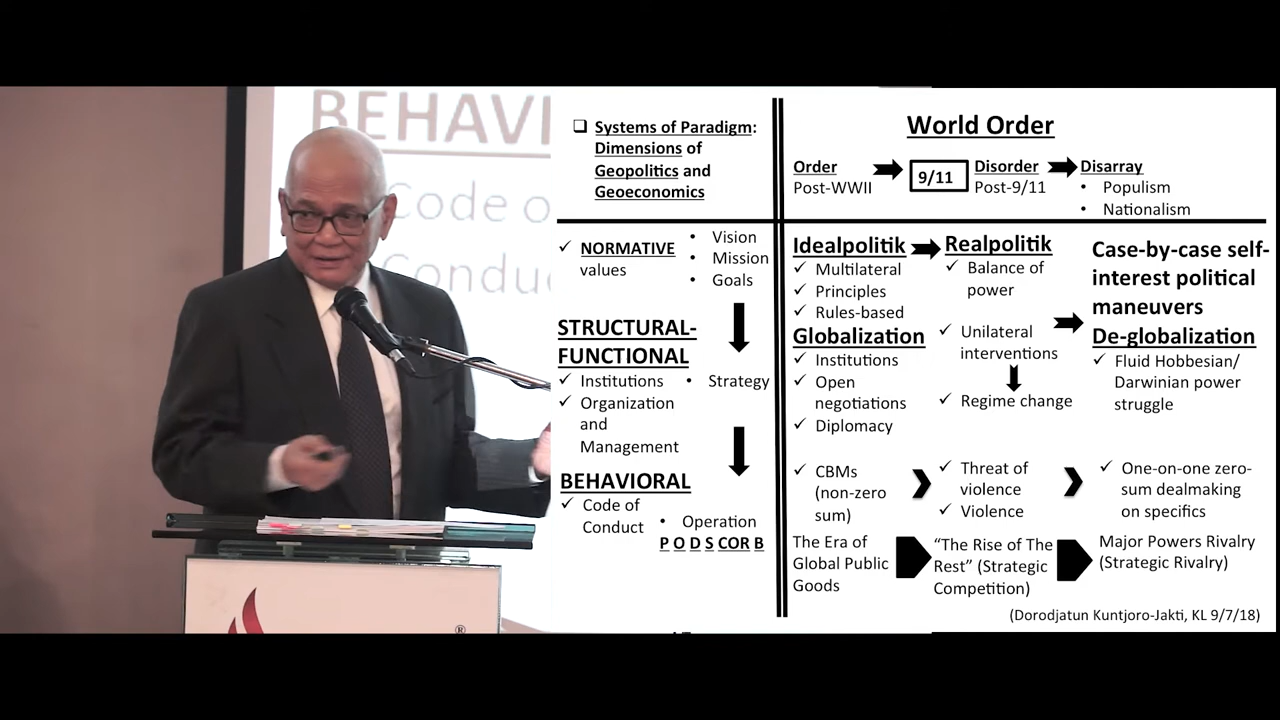 BEHAVI
Code o
Conduc
❑ Systems of Paradigm:
Dimensions of
Geopolitics and
Geoeconomics
World Order
Order
Post-WWII
9/11
Disorder
Post-9/11
Disarray
• Populism
• Nationalism
✓ NORMATIVE
values
• Vision
• Mission
• Goals
STRUCTURAL-
FUNCTIONAL
✓ Institutions
✓ Organization
and
Management
• Strategy
BEHAVIORAL
✓ Code of
Conduct
• Operation
P O D S COR B
Idealpolitik
✓ Multilateral
✓ Principles
✓ Rules-based
Globalization
✓ Institutions
✓ Open
negotiations
✓ Diplomacy
✓ CBMs
(non-zero
sum)
The Era of
Global Public
Goods
Realpolitik
✓ Balance of
power
✓ Unilateral
interventions
✓ Regime change
✓ Threat of
violence
✓ Violence
“The Rise of The
Rest” (Strategic
Competition)
Case-by-case self-
interest political
maneuvers
De-globalization
✓ Fluid Hobbesian/
Darwinian power
struggle
✓ One-on-one zero-
sum dealmaking
on specifics
Major Powers Rivalry
(Strategic Rivalry)
(Dorodjatun Kuntjoro-Jakti, KL 9/7/18)
®